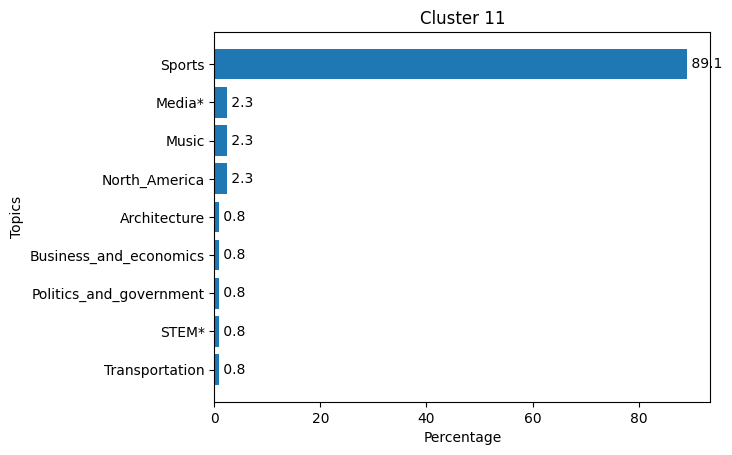 Cluster 11
Sports 89.1
Media* 2.3
Music 2.3
North_America 2.3
Architecture 0.8
Business_and_economics 0.8
Politics_and_government 0.8
STEM* 0.8
Transportation 0.8
Topics
0 20 40 60 80
Percentage